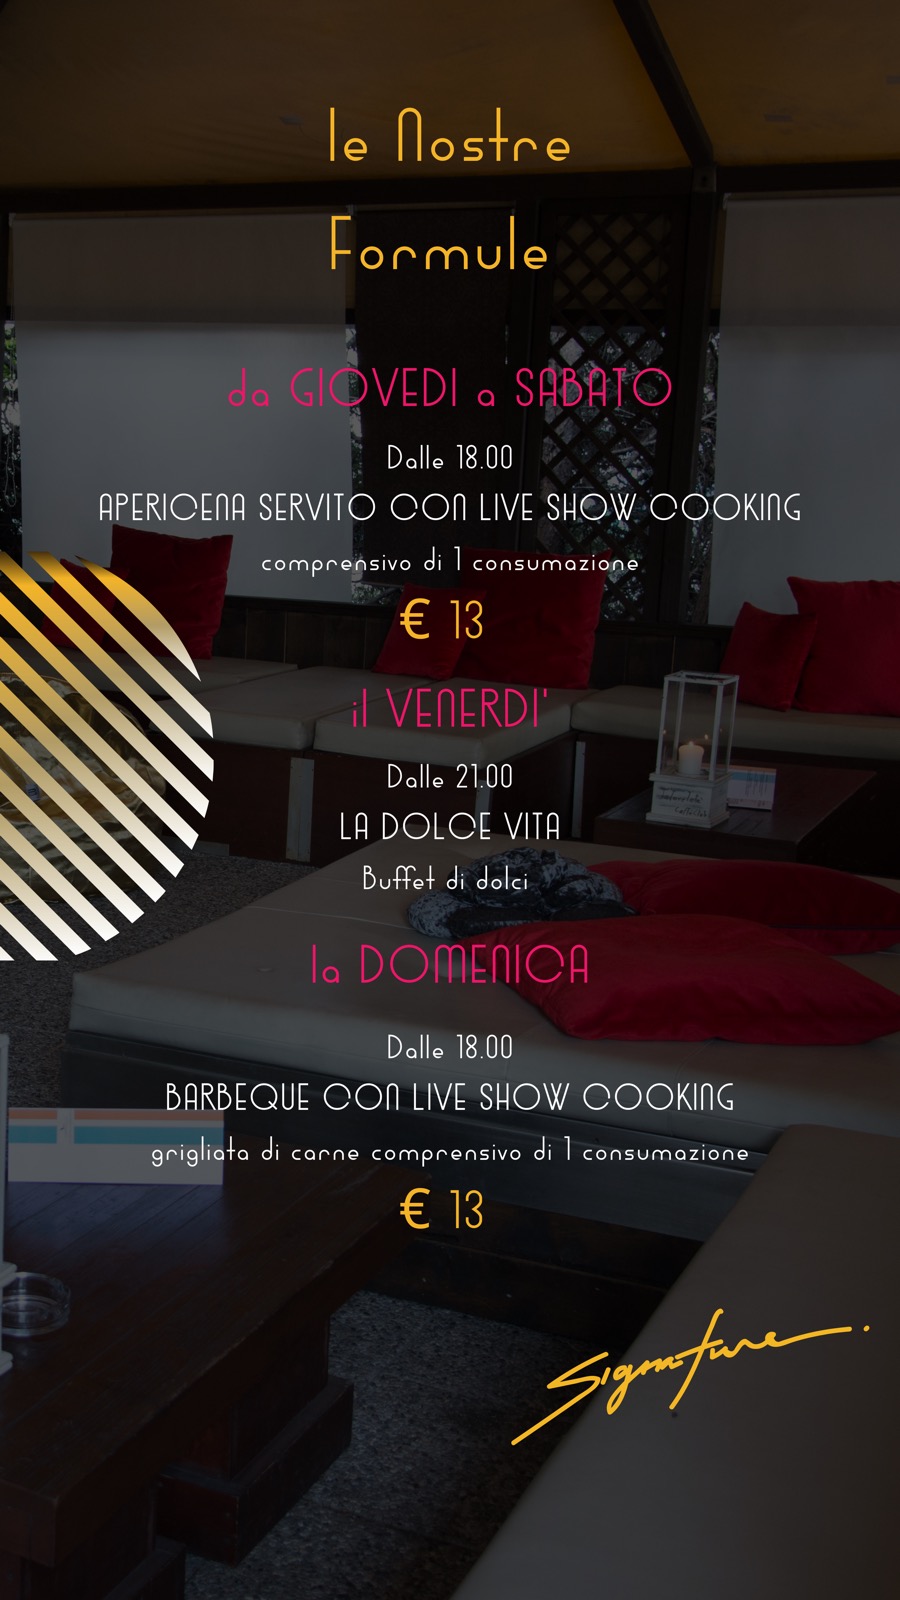 le Nostre
Formule
da GIOVEDI a SABATO
Dalle 18.00
APERICENA SERVITO CON LIVE SHOW COOKING
comprensivo di 1 consumazione
€ 13
il VENERDI'
Dalle 21.00
LA DOLCE VITA
Buffet di dolci
la DOMENICA
Dalle 18.00
BARBEQUE CON LIVE SHOW COOKING
grigliata di carne comprensivo di 1 consumazione
€ 13
Signature.